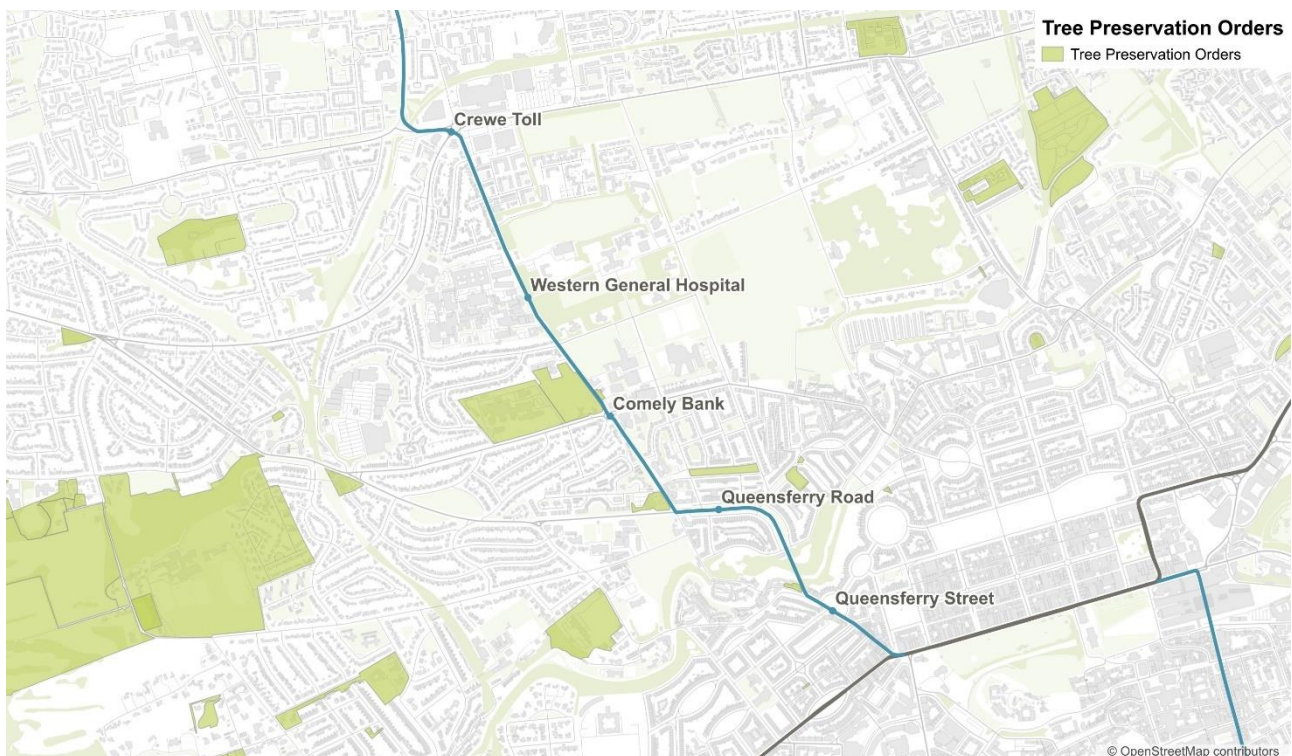 Tree Preservation Orders
Tree Preservation Orders
Crewe Toll
Western General Hospital
Comely Bank
Queensferry Road
Queensferry Street
© OpenStreetMap contributors